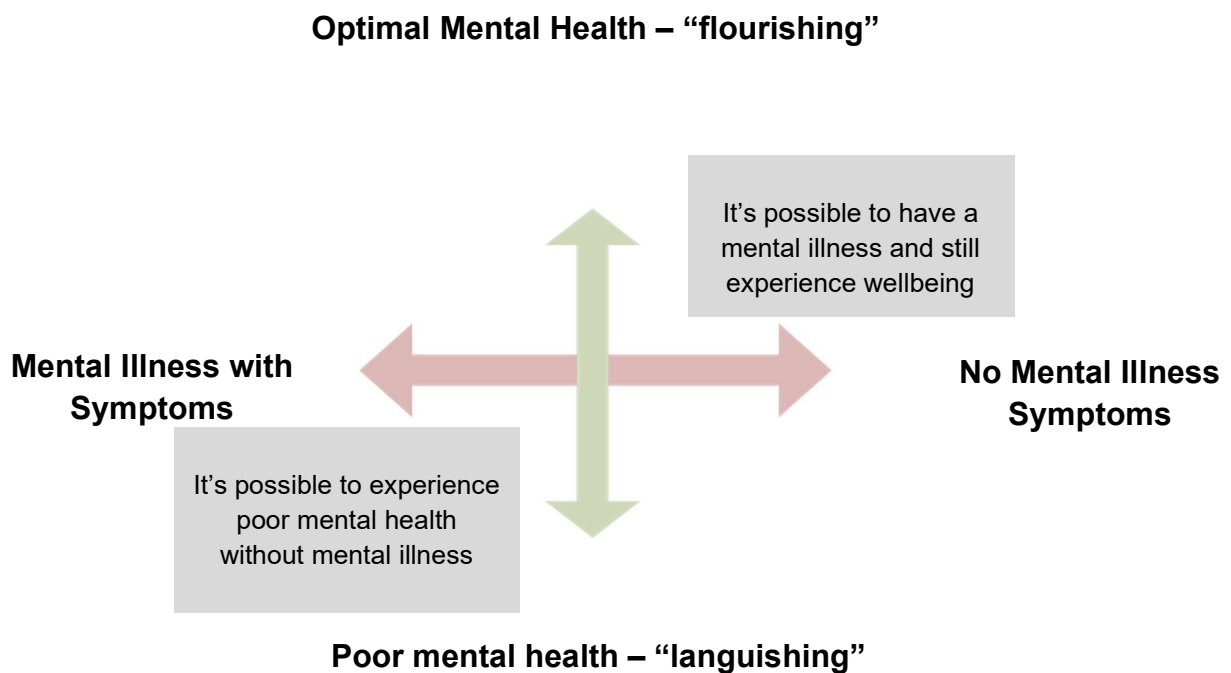 Optimal Mental Health – “flourishing”
It’s possible to have a
mental illness and still
experience wellbeing
Mental Illness with
Symptoms
No Mental Illness
Symptoms
It’s possible to experience
poor mental health
without mental illness
Poor mental health – “languishing”